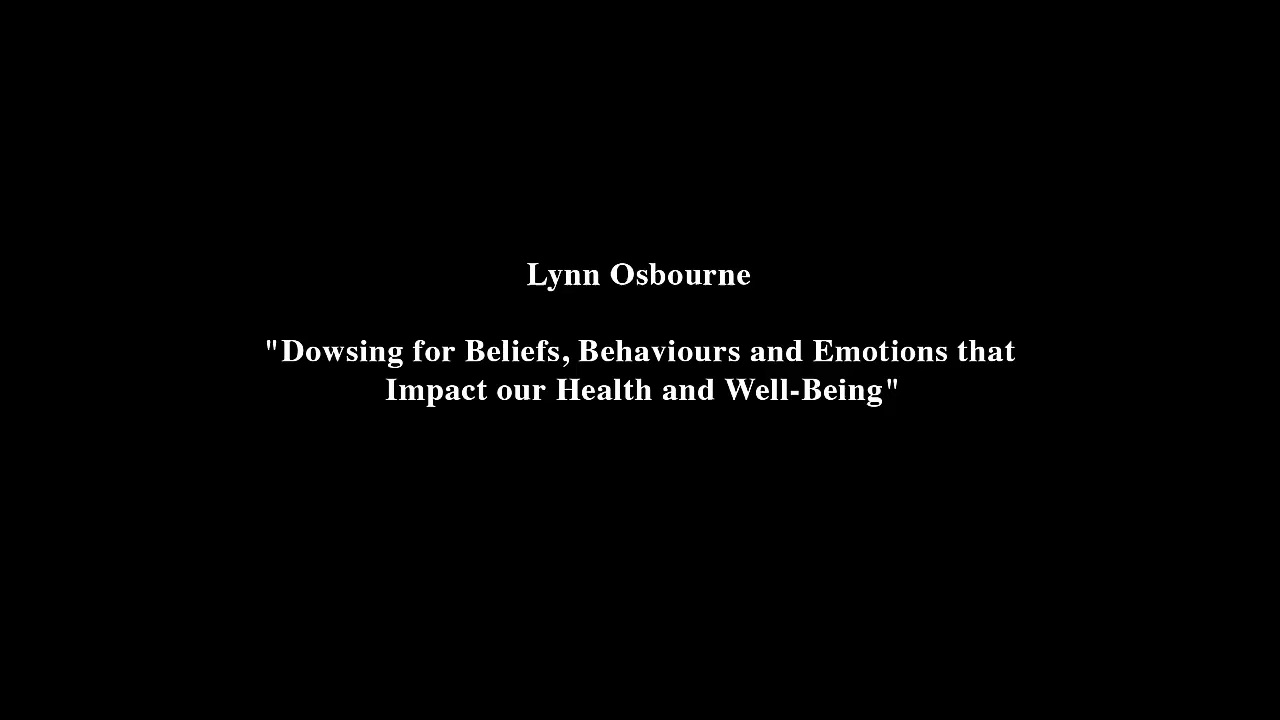 Lynn Osbourne
"Dowsing for Beliefs, Behaviours and Emotions that
Impact our Health and Well-Being"